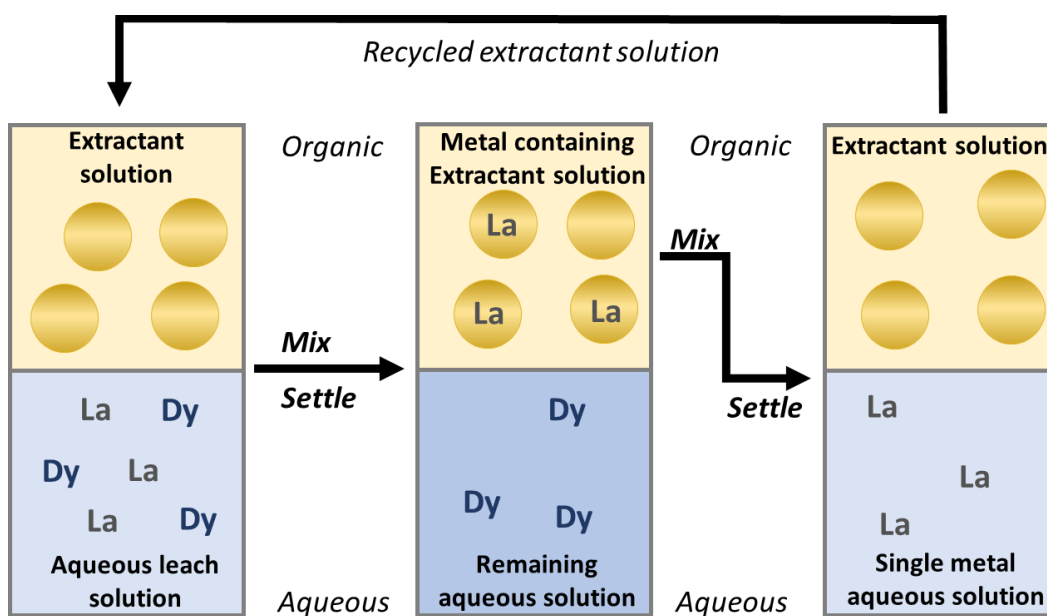 Recycled extractant solution
Extractant
solution
Organic
Metal containing
Extractant solution
Organic
Extractant solution
La
Mix
La
La
Mix
Settle
Settle
La
Dy
Dy
La
La
Dy
Aqueous leach
solution
Aqueous
Dy
Dy
Dy
Remaining
aqueous solution
Aqueous
La
La
La
Single metal
aqueous solution